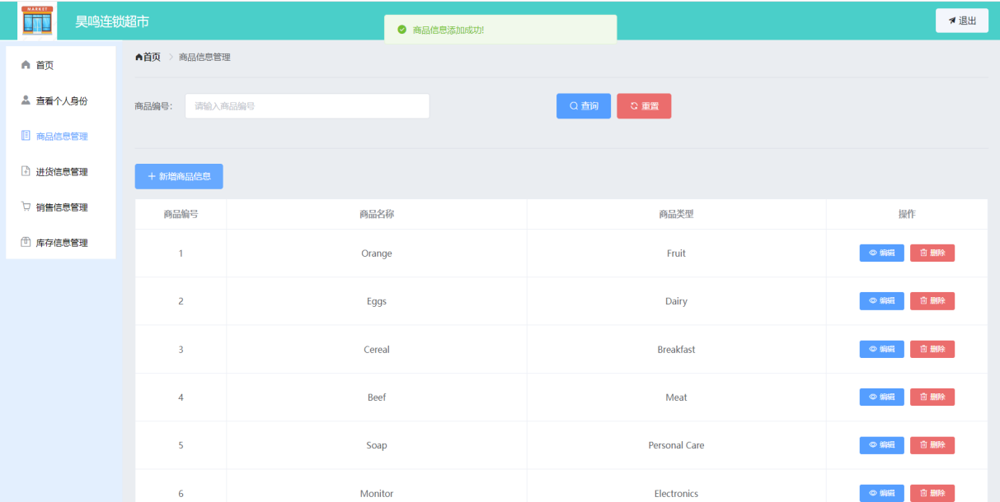 MARKET
昊鸣连锁超市
商品信息添加成功!
退出
首页
查看个人身份
商品信息管理
进货信息管理
销售信息管理
库存信息管理
首页 > 商品信息管理
商品编号: 请输入商品编号 查询 重置
+ 新增商品信息
商品编号 商品名称 商品类型 操作
1 Orange Fruit 编辑 删除
2 Eggs Dairy 编辑 删除
3 Cereal Breakfast 编辑 删除
4 Beef Meat 编辑 删除
5 Soap Personal Care 编辑 删除
6 Monitor Electronics 编辑 删除